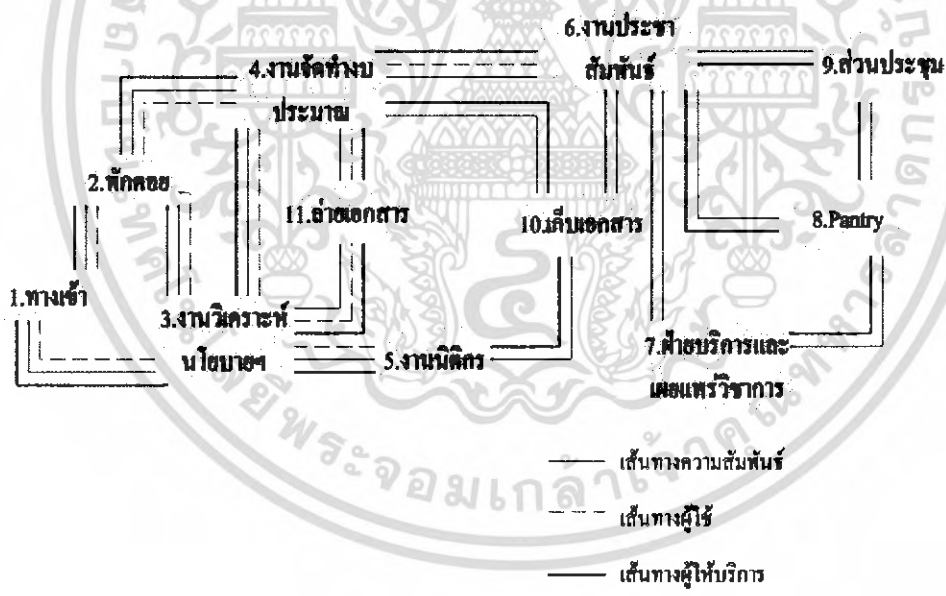 6.งานประชา
สัมพันธ์
4.งานจัดทำงบ
ประมาณ
9.ส่วนประชุม
2.พักคอย
11.ถ่ายเอกสาร
10.เก็บเอกสาร
8.Pantry
1.ทางเข้า
3.งานวิเคราะห์
นโยบายฯ
5.งานนิติกร
7.ฝ่ายบริการและ
เผยแพร่วิชาการ
เส้นทางความสัมพันธ์
เส้นทางผู้ใช้
เส้นทางผู้ให้บริการ